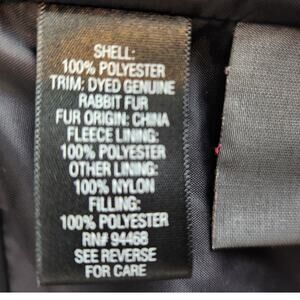 SHELL:
100% POLYESTER
TRIM: DYED GENUINE
RABBIT FUR
FUR ORIGIN: CHINA
FLEECE LINING:
100% POLYESTER
OTHER LINING:
100% NYLON
FILLING:
100% POLYESTER
RN# 94468
SEE REVERSE
FOR CARE